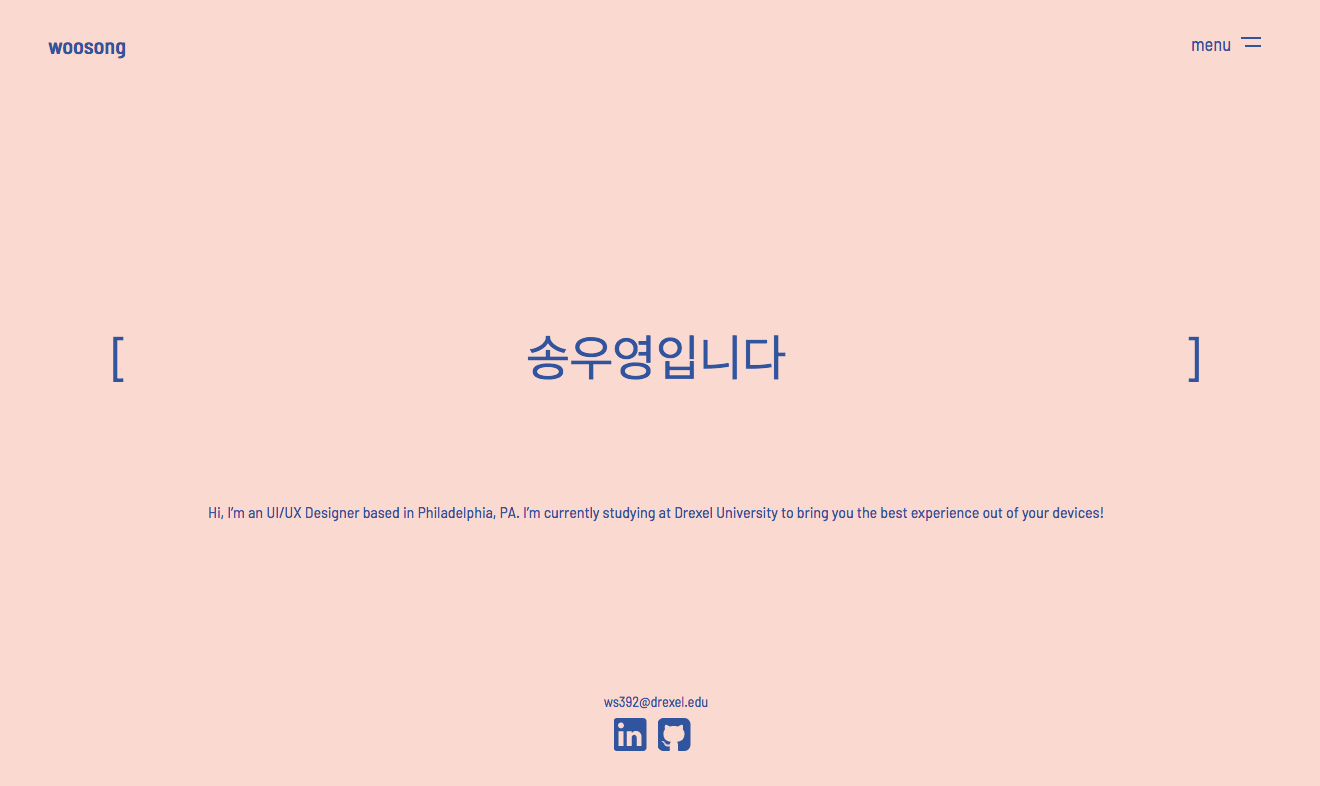 woosong
menu
[ 송우영입니다 ]
Hi, I'm an UI/UX Designer based in Philadelphia, PA. I'm currently studying at Drexel University to bring you the best experience out of your devices!
ws392@drexel.edu
in